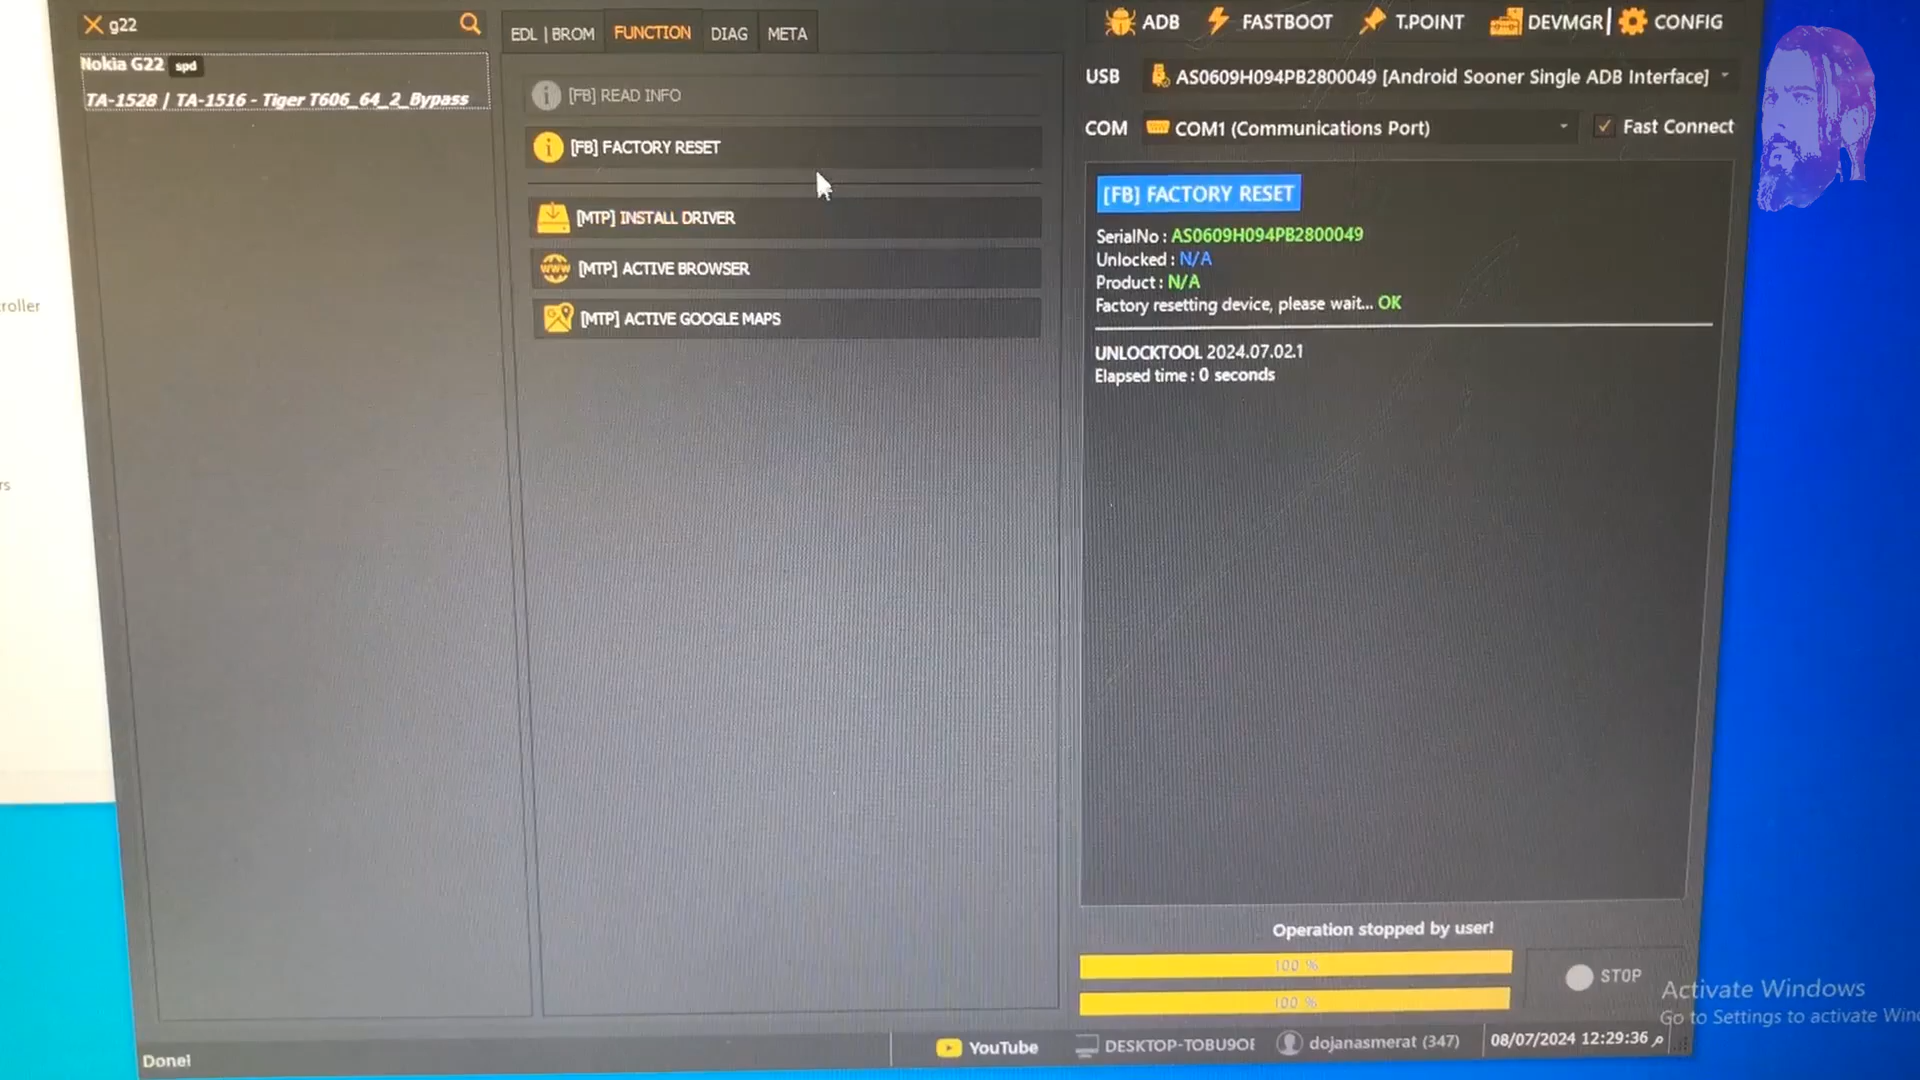 g22
Nokia G22 spd
TA-1528 | TA-1516 - Tiger T606_64_2_Bypass
EDL | BROM FUNCTION DIAG META
[FB] READ INFO
[FB] FACTORY RESET
[MTP] INSTALL DRIVER
[MTP] ACTIVE BROWSER
[MTP] ACTIVE GOOGLE MAPS
ADB FASTBOOT T.POINT DEVMGR CONFIG
USB AS0609H094PB2800049 [Android Sooner Single ADB Interface]
COM COM1 (Communications Port) Fast Connect
[FB] FACTORY RESET
SerialNo : AS0609H094PB2800049
Unlocked : N/A
Product : N/A
Factory resetting device, please wait... OK
UNLOCKTOOL 2024.07.02.1
Elapsed time : 0 seconds
Operation stopped by user!
100 %
100 %
STOP
Activate Windows
Go to Settings to activate Win
Done!
YouTube
DESKTOP-TOBU9OE
dojanasmerat (347)
08/07/2024 12:29:36 م
roller
rs
www